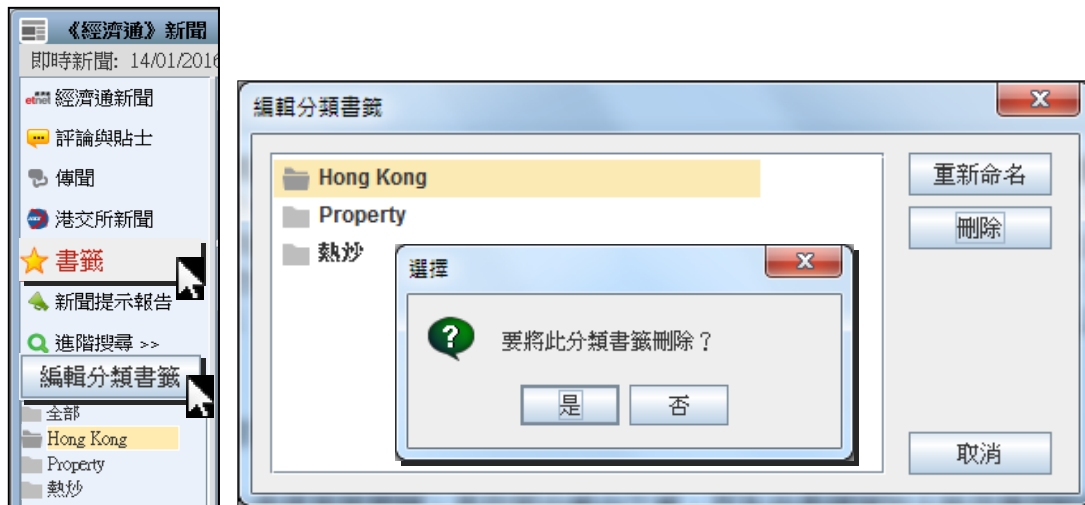 《經濟通》新聞
即時新聞: 14/01/2016
etnet 經濟通新聞
評論與貼士
傳聞
港交所新聞
書籤
新聞提示報告
進階搜尋 >>
編輯分類書籤
全部
Hong Kong
Property
熱炒
編輯分類書籤
Hong Kong
Property
熱炒
重新命名
刪除
取消
選擇
要將此分類書籤刪除？
是
否